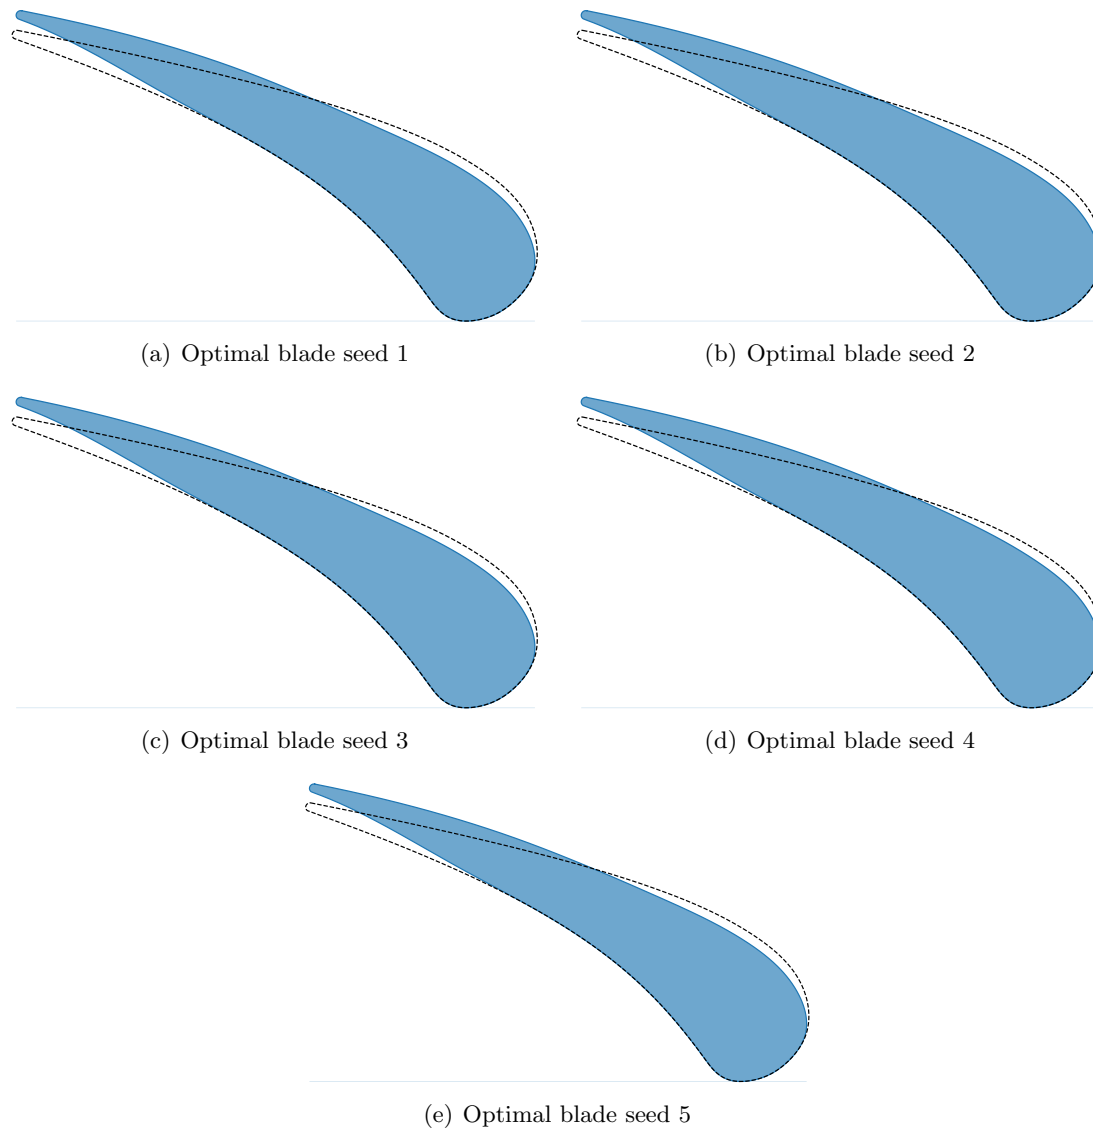 (a) Optimal blade seed 1
(b) Optimal blade seed 2
(c) Optimal blade seed 3
(d) Optimal blade seed 4
(e) Optimal blade seed 5